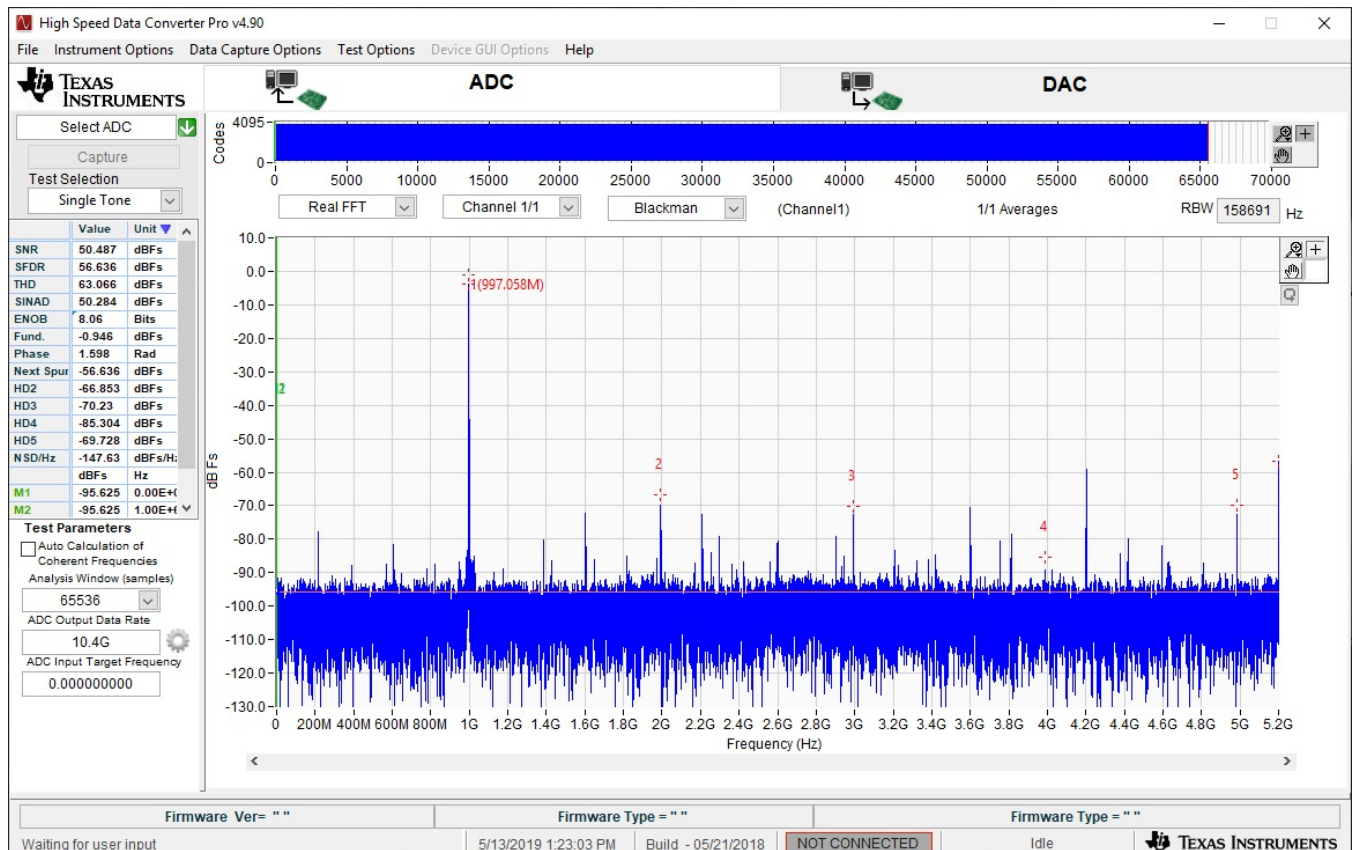 High Speed Data Converter Pro v4.90
File Instrument Options Data Capture Options Test Options Device GUI Options Help
TEXAS INSTRUMENTS
ADC
DAC
Select ADC
Capture
Test Selection
Single Tone
Codes
4095
0
0 5000 10000 15000 20000 25000 30000 35000 40000 45000 50000 55000 60000 65000 70000
Real FFT Channel 1/1 Blackman (Channel1) 1/1 Averages RBW 158691 Hz
Value Unit
SNR 50.487 dBFs
SFDR 56.636 dBFs
THD 63.066 dBFs
SINAD 50.284 dBFs
ENOB 8.06 Bits
Fund. -0.946 dBFs
Phase 1.598 Rad
Next Spur -56.636 dBFs
HD2 -66.853 dBFs
HD3 -70.23 dBFs
HD4 -85.304 dBFs
HD5 -69.728 dBFs
NSD/Hz -147.63 dBFs/H
dBFs Hz
M1 -95.625 0.00E+
M2 -95.625 1.00E+
Test Parameters
Auto Calculation of
Coherent Frequencies
Analysis Window (samples)
65536
ADC Output Data
Rate
10.4G
ADC Input Target Frequency
0.000000000
dBFs
10.0
0.0
-10.0
-20.0
-30.0
-40.0
-50.0
-60.0
-70.0
-80.0
-90.0
-100.0
-110.0
-120.0
-130.0
1(997.058M)
2
3
4
5
0 200M 400M 600M 800M 1G 1.2G 1.4G 1.6G 1.8G 2G 2.2G 2.4G 2.6G 2.8G 3G 3.2G 3.4G 3.6G 3.8G 4G 4.2G 4.4G 4.6G 4.8G 5G 5.2G
Frequency (Hz)
Firmware Ver= " " Firmware Type = " " Firmware Type = " "
Waiting for user input 5/13/2019 1:23:03 PM Build - 05/21/2018 NOT CONNECTED Idle TEXAS INSTRUMENTS